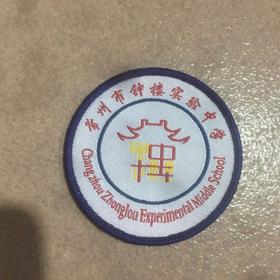 常州市钟楼实验中学
Changzhou Zhonglou Experimental Middle School